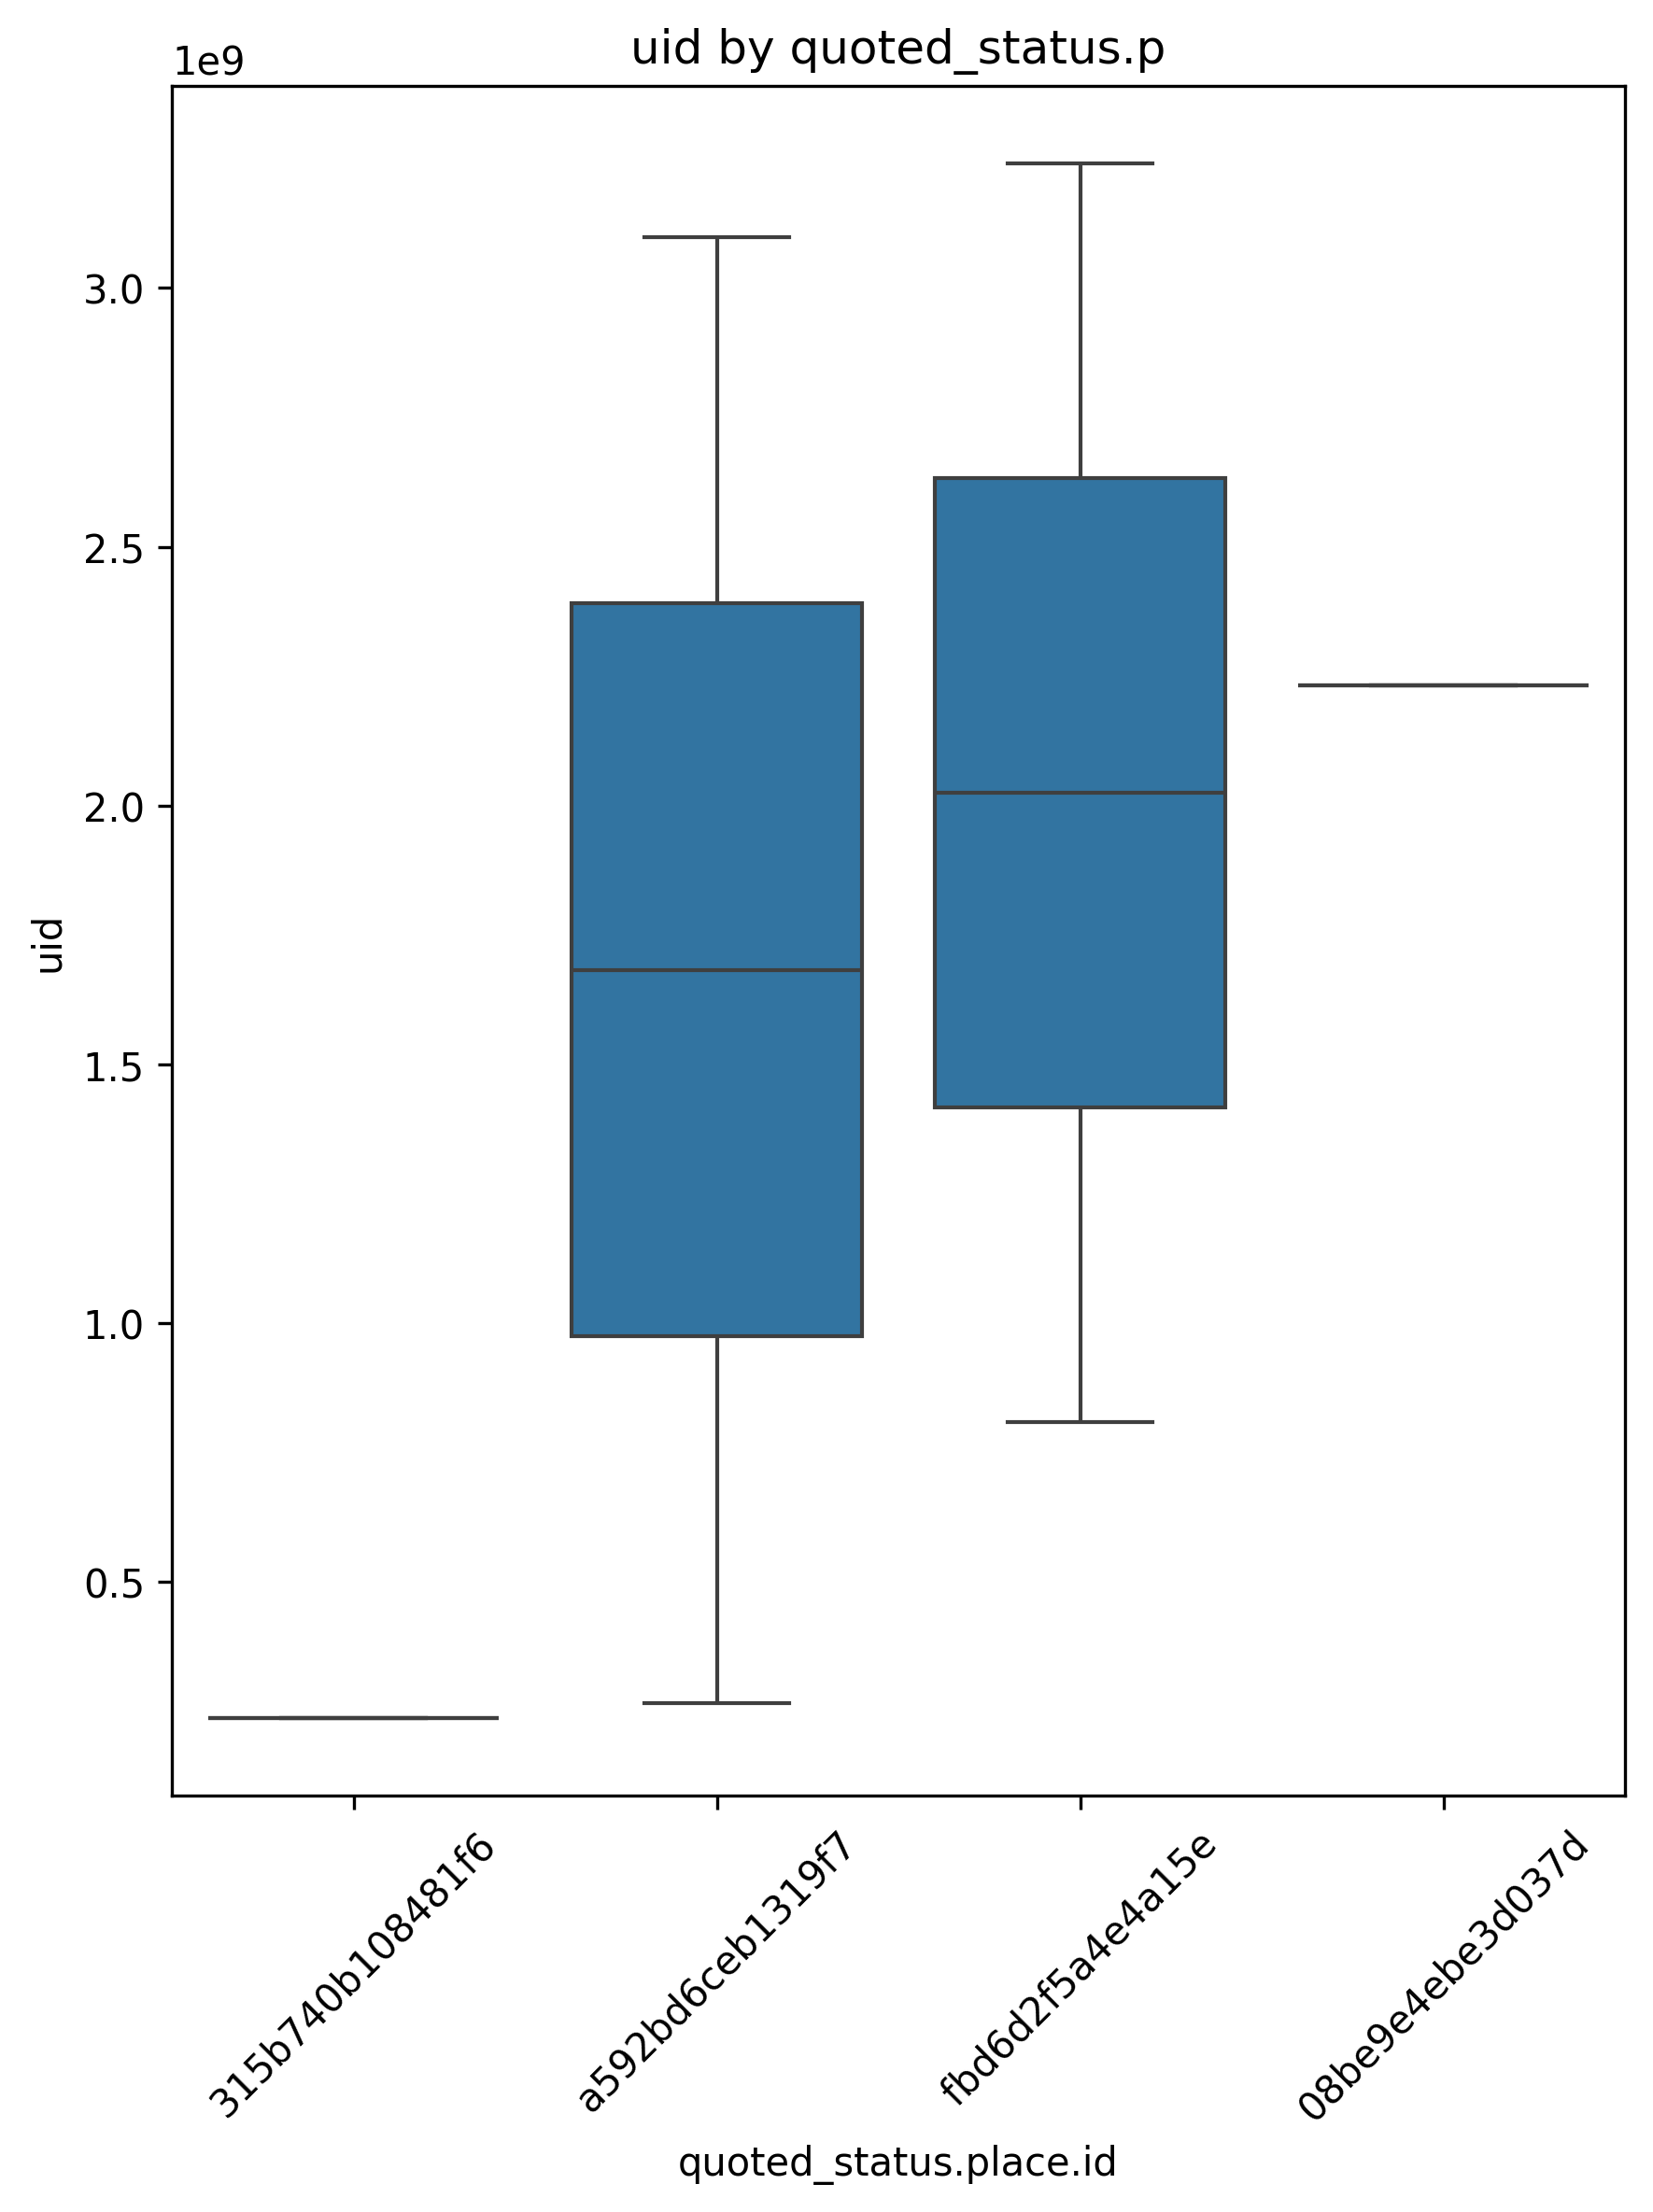 uid by quoted_status.p
1e9
3.0
2.5
2.0
1.5
1.0
0.5
uid
315b740b108481f6
a592bd6ceb1319f7
fbd6d2f5a4e4a15e
08be9e4ebe3d037d
quoted_status.place.id